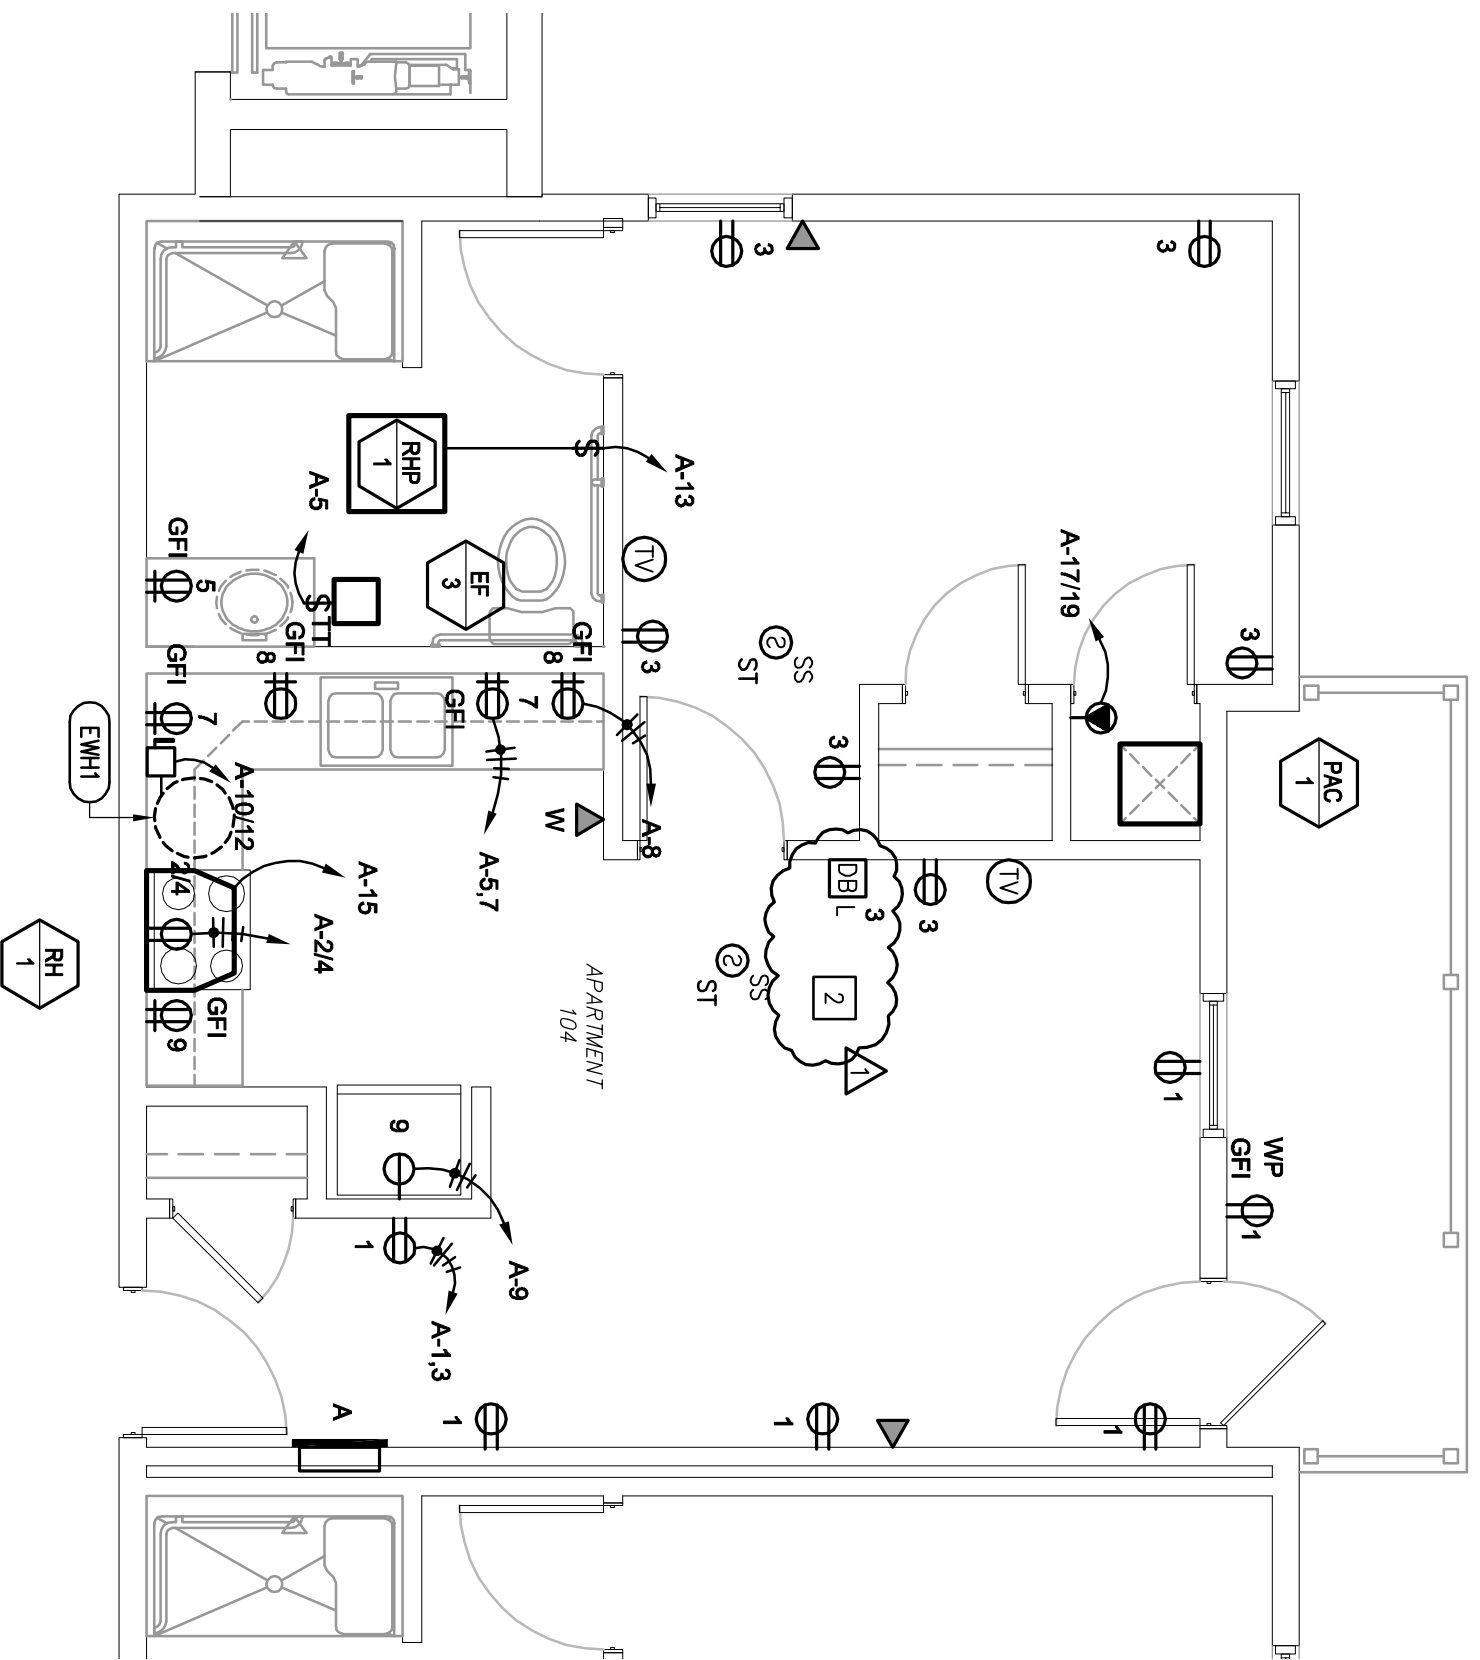 3
3
A-13
RHP
1
S
A-5
TV
A-17/19
GFI
5
EF
3
S TT
GFI
8
GFI
8
3
2
SS
ST
3
GFI
7
GFI
7
EWH1
A-10/12
W
A-8
3
PAC
1
2/4
A-15
A-2/4
A-5,7
DB
L
3
3
TV
RH
1
GFI
9
APARTMENT
104
2
SS
ST
2
1
1
9
WP
GFI
1
1
A-9
A-1,3
A
1
1
1